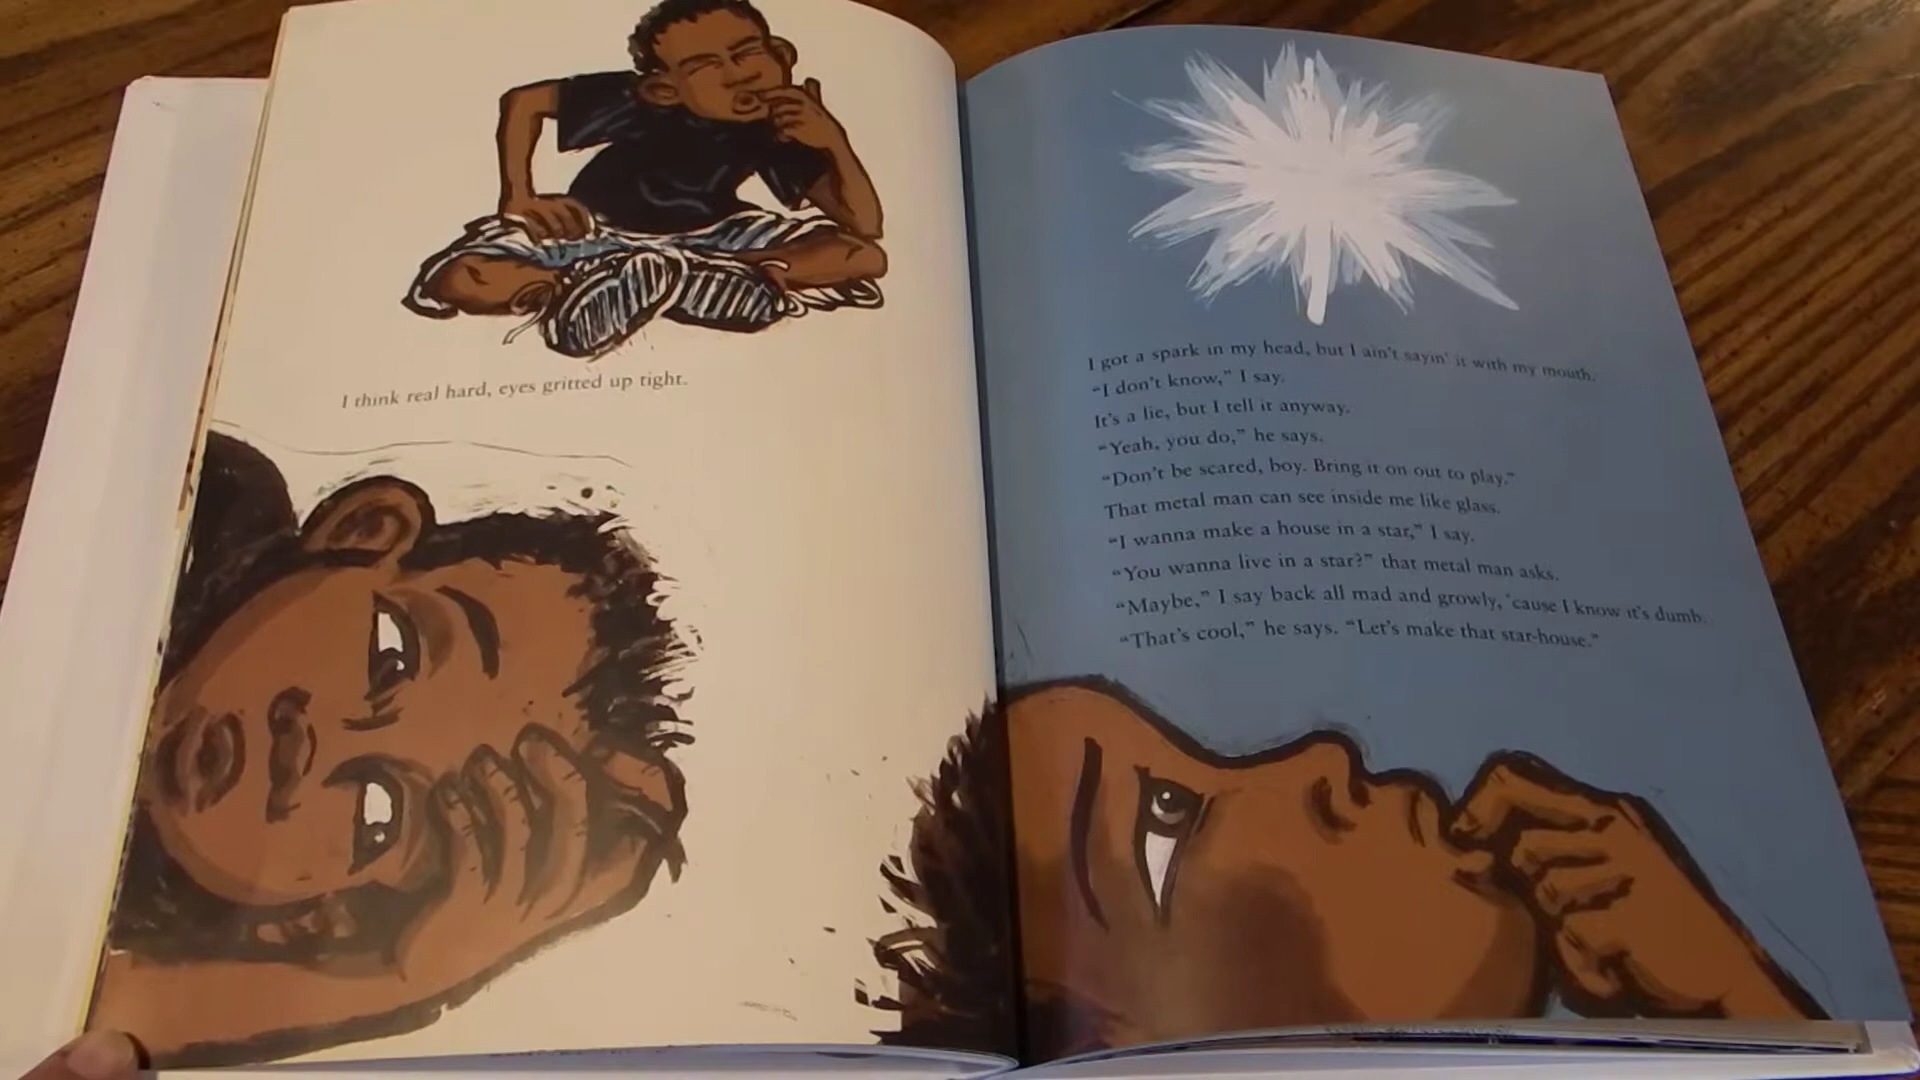 I think real hard, eyes gritted up tight.
I got a spark in my head, but I ain't sayin' it with my mouth.
“I don't know,” I say.
It's a lie, but I tell it anyway.
“Yeah, you do,” he says.
“Don't be scared, boy. Bring it on out to play.”
That metal man can see inside me like glass.
“I wanna make a house in a star,” I say.
“You wanna live in a star?” that metal man asks.
“Maybe,” I say back all mad and growly, 'cause I know it's dumb.
“That's cool,” he says. “Let's make that star-house.”